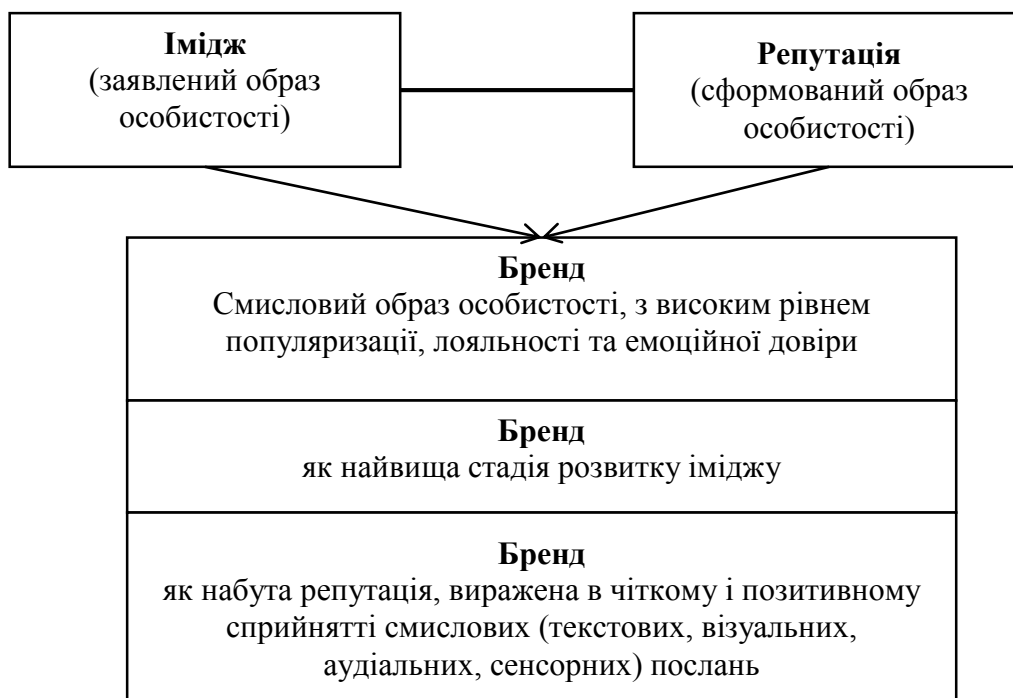 Імідж
(заявлений образ
особистості)
Репутація
(сформований образ
особистості)
Бренд
Смисловий образ особистості, з високим рівнем
популяризації, лояльності та емоційної довіри
Бренд
як найвища стадія розвитку іміджу
Бренд
як набута репутація, виражена в чіткому і позитивному
сприйнятті смислових (текстових, візуальних,
аудіальних, сенсорних) послань